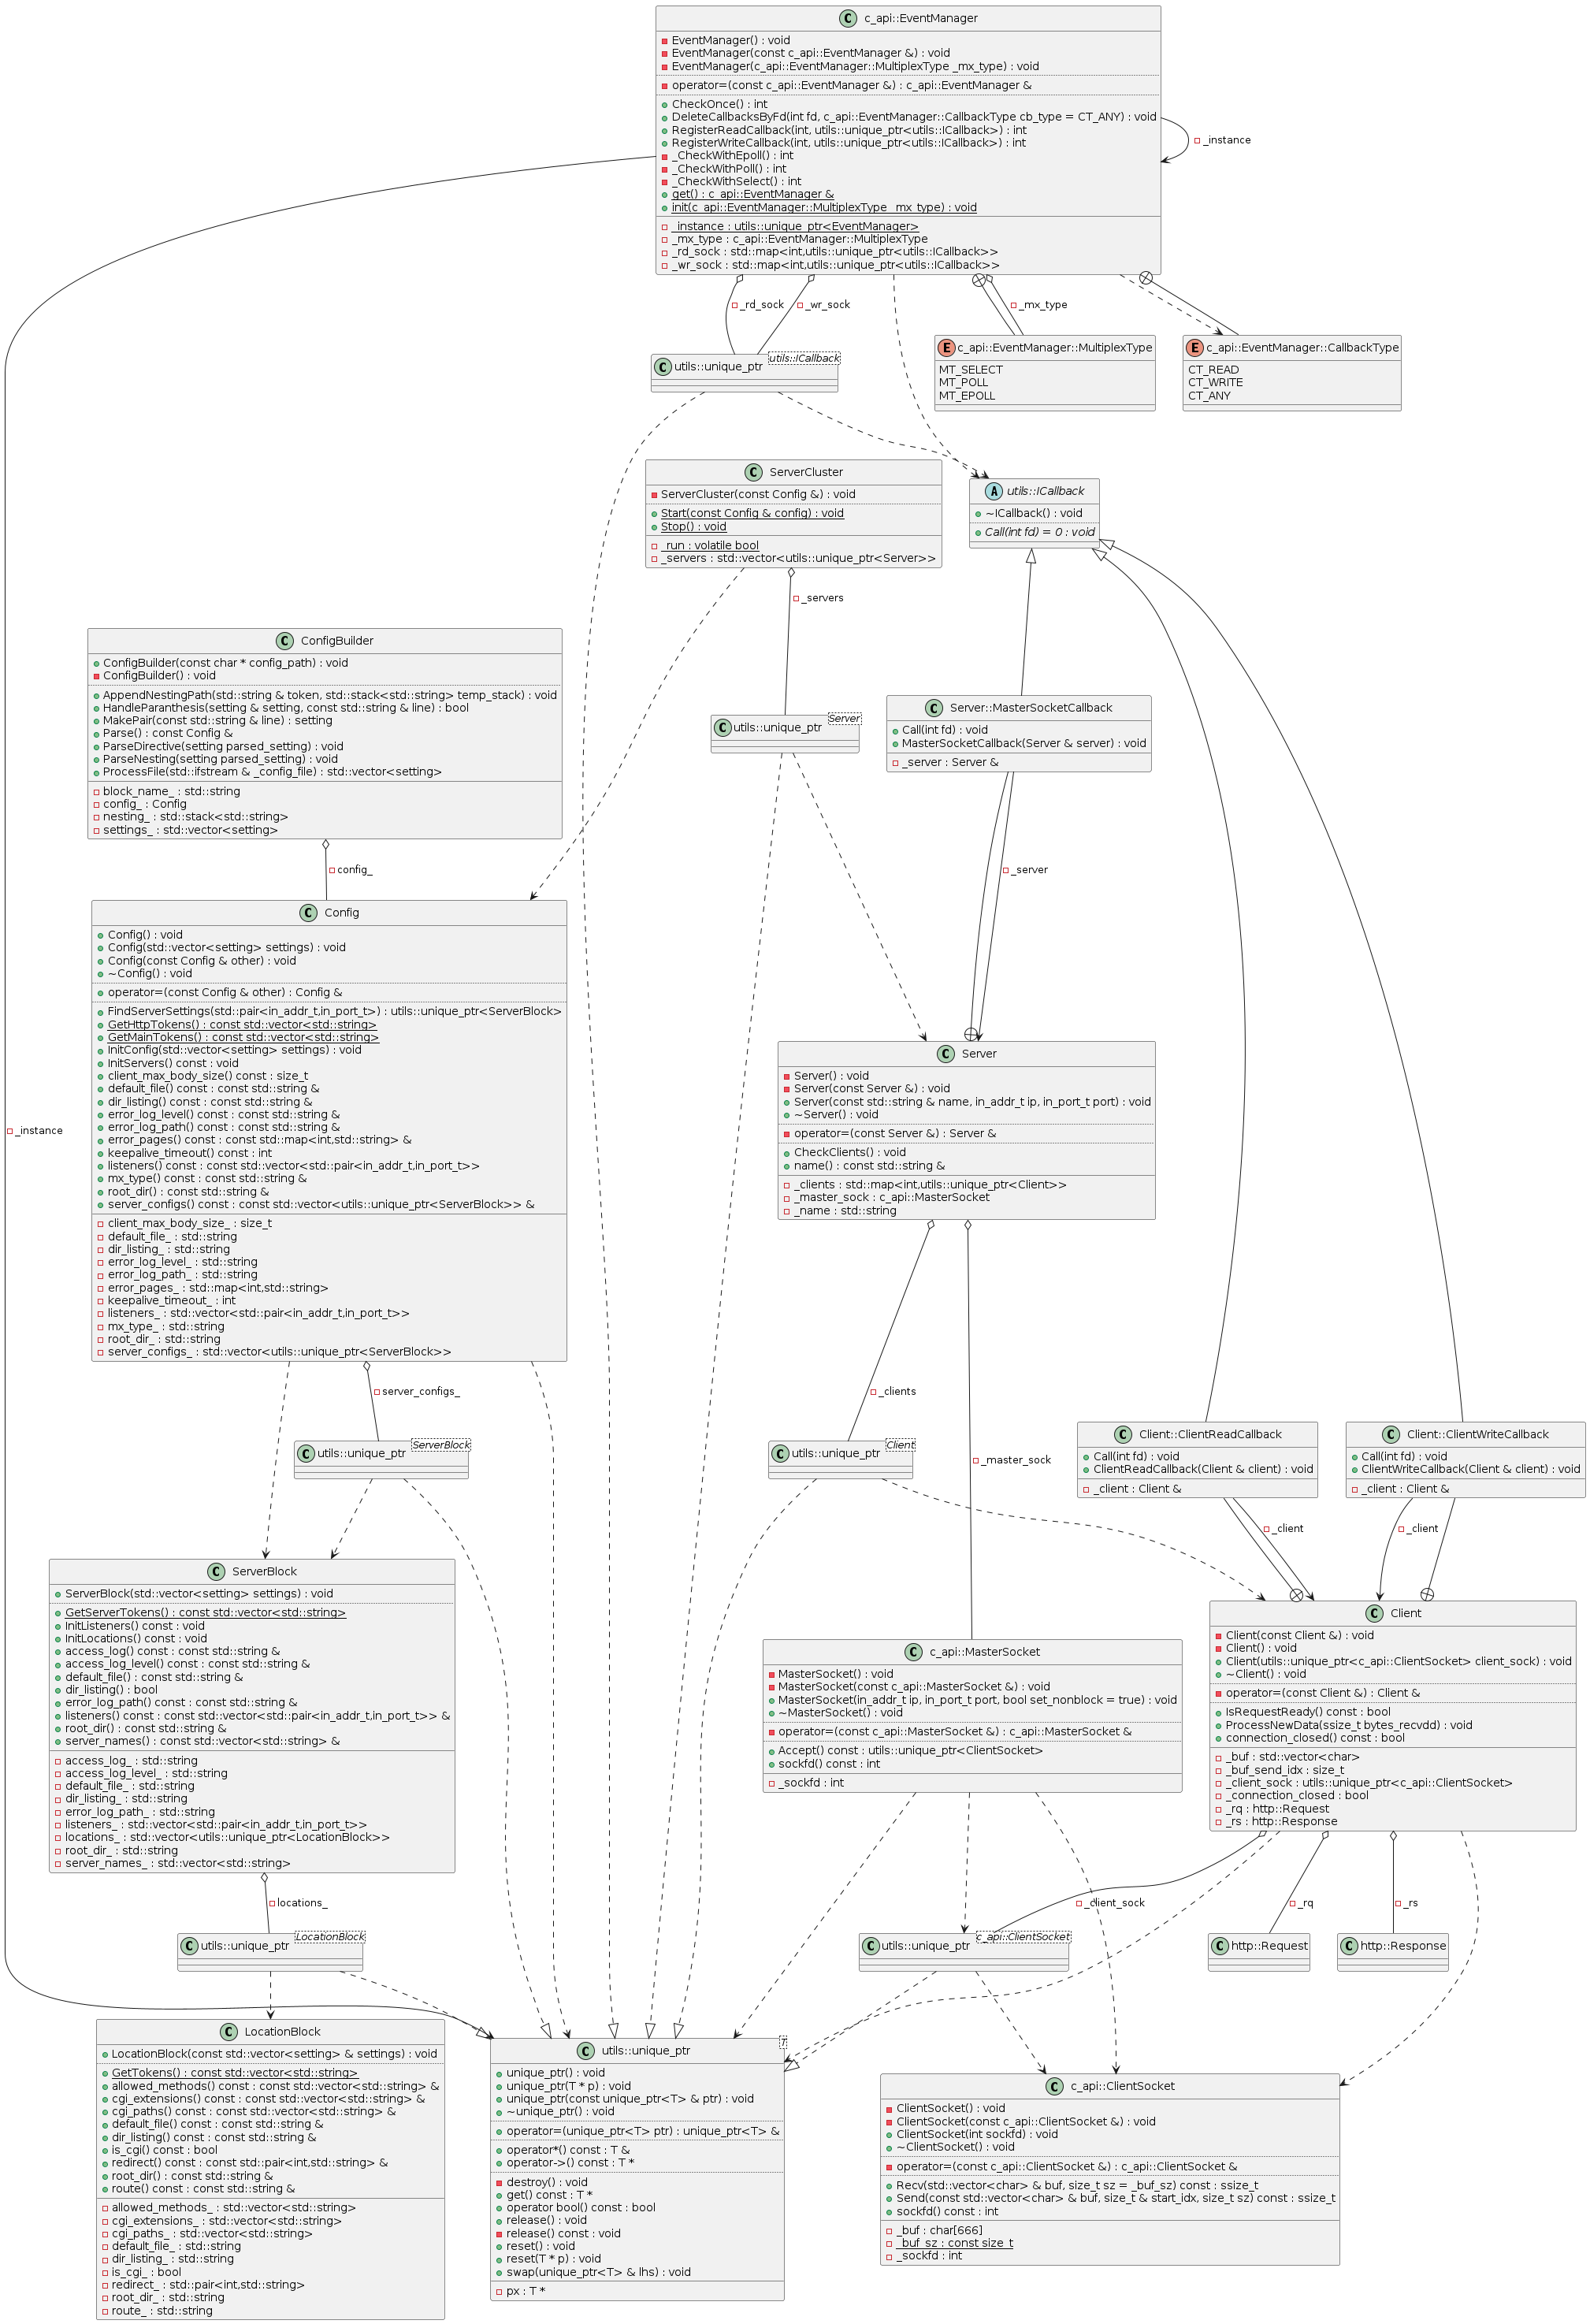 C c_api::EventManager
EventManager() : void
EventManager(const c_api::EventManager &) : void
EventManager(c_api::EventManager::MultiplexType _mx_type) : void
operator=(const c_api::EventManager &) : c_api::EventManager &
CheckOnce() : int
DeleteCallbacksByFd(int fd, c_api::EventManager::CallbackType cb_type = CT_ANY) : void
RegisterReadCallback(int, utils::unique_ptr<utils::ICallback>) : int
RegisterWriteCallback(int, utils::unique_ptr<utils::ICallback>) : int
_CheckWithEpoll() : int
_CheckWithPoll() : int
_CheckWithSelect() : int
get() : c_api::EventManager &
init(c_api::EventManager::MultiplexType _mx_type) : void
_instance : utils::unique_ptr<EventManager>
_mx_type : c_api::EventManager::MultiplexType
_rd_sock : std::map<int,utils::unique_ptr<utils::ICallback>>
_wr_sock : std::map<int,utils::unique_ptr<utils::ICallback>>
_instance
_rd_sock
_wr_sock
_mx_type
C utils::unique_ptr
utils::ICallback
E c_api::EventManager::MultiplexType
MT_SELECT
MT_POLL
MT_EPOLL
E c_api::EventManager::CallbackType
CT_READ
CT_WRITE
CT_ANY
C ServerCluster
ServerCluster(const Config &) : void
Start(const Config & config) : void
Stop() : void
_run : volatile bool
_servers : std::vector<utils::unique_ptr<Server>>
A utils::ICallback
~ICallback() : void
Call(int fd) = 0 : void
_servers
C ConfigBuilder
ConfigBuilder(const char * config_path) : void
ConfigBuilder() : void
AppendNestingPath(std::string & token, std::stack<std::string> temp_stack) : void
HandleParanthesis(setting & setting, const std::string & line) : bool
MakePair(const std::string & line) : setting
Parse() : const Config &
ParseDirective(setting parsed_setting) : void
ParseNesting(setting parsed_setting) : void
ProcessFile(std::ifstream & _config_file) : std::vector<setting>
block_name_ : std::string
config_ : Config
nesting_ : std::stack<std::string>
settings_ : std::vector<setting>
C utils::unique_ptr
Server
C Server::MasterSocketCallback
Call(int fd) : void
MasterSocketCallback(Server & server) : void
_server : Server &
config_
_server
C Config
Config() : void
Config(std::vector<setting> settings) : void
Config(const Config & other) : void
~Config() : void
operator=(const Config & other) : Config &
FindServerSettings(std::pair<in_addr_t,in_port_t>) : utils::unique_ptr<ServerBlock>
GetHttpTokens() : const std::vector<std::string>
GetMainTokens() : const std::vector<std::string>
InitConfig(std::vector<setting> settings) : void
InitServers() const : void
client_max_body_size() const : size_t
default_file() const : const std::string &
dir_listing() const : const std::string &
error_log_level() const : const std::string &
error_log_path() const : const std::string &
error_pages() const : const std::map<int,std::string> &
keepalive_timeout() const : int
listeners() const : const std::vector<std::pair<in_addr_t,in_port_t>>
mx_type() const : const std::string &
root_dir() : const std::string &
server_configs() const : const std::vector<utils::unique_ptr<ServerBlock>> &
client_max_body_size_ : size_t
default_file_ : std::string
dir_listing_ : std::string
error_log_level_ : std::string
error_log_path_ : std::string
error_pages_ : std::map<int,std::string>
keepalive_timeout_ : int
listeners_ : std::vector<std::pair<in_addr_t,in_port_t>>
mx_type_ : std::string
root_dir_ : std::string
server_configs_ : std::vector<utils::unique_ptr<ServerBlock>>
C Server
Server() : void
Server(const Server &) : void
Server(const std::string & name, in_addr_t ip, in_port_t port) : void
~Server() : void
operator=(const Server &) : Server &
CheckClients() : void
name() : const std::string &
_clients : std::map<int,utils::unique_ptr<Client>>
_master_sock : c_api::MasterSocket
_name : std::string
_instance
server_configs_
_clients
_master_sock
C utils::unique_ptr
ServerBlock
C utils::unique_ptr
Client
C Client::ClientReadCallback
Call(int fd) : void
ClientReadCallback(Client & client) : void
_client : Client &
C Client::ClientWriteCallback
Call(int fd) : void
ClientWriteCallback(Client & client) : void
_client : Client &
_client
_client
C ServerBlock
ServerBlock(std::vector<setting> settings) : void
GetServerTokens() : const std::vector<std::string>
InitListeners() const : void
InitLocations() const : void
access_log() const : const std::string &
access_log_level() const : const std::string &
default_file() : const std::string &
dir_listing() : bool
error_log_path() const : const std::string &
listeners() const : const std::vector<std::pair<in_addr_t,in_port_t>> &
root_dir() : const std::string &
server_names() : const std::vector<std::string> &
access_log_ : std::string
access_log_level_ : std::string
default_file_ : std::string
dir_listing_ : std::string
error_log_path_ : std::string
listeners_ : std::vector<std::pair<in_addr_t,in_port_t>>
locations_ : std::vector<utils::unique_ptr<LocationBlock>>
root_dir_ : std::string
server_names_ : std::vector<std::string>
C c_api::MasterSocket
MasterSocket() : void
MasterSocket(const c_api::MasterSocket &) : void
MasterSocket(in_addr_t ip, in_port_t port, bool set_nonblock = true) : void
~MasterSocket() : void
operator=(const c_api::MasterSocket &) : c_api::MasterSocket &
Accept() const : utils::unique_ptr<ClientSocket>
sockfd() const : int
_sockfd : int
C Client
Client(const Client &) : void
Client() : void
Client(utils::unique_ptr<c_api::ClientSocket> client_sock) : void
~Client() : void
operator=(const Client &) : Client &
IsRequestReady() const : bool
ProcessNewData(ssize_t bytes_recvdd) : void
connection_closed() const : bool
_buf : std::vector<char>
_buf_send_idx : size_t
_client_sock : utils::unique_ptr<c_api::ClientSocket>
_connection_closed : bool
_rq : http::Request
_rs : http::Response
locations_
_client_sock
_rq
_rs
C utils::unique_ptr
LocationBlock
C utils::unique_ptr
c_api::ClientSocket
C http::Request
C http::Response
C LocationBlock
LocationBlock(const std::vector<setting> & settings) : void
GetTokens() : const std::vector<std::string>
allowed_methods() const : const std::vector<std::string> &
cgi_extensions() const : const std::vector<std::string> &
cgi_paths() const : const std::vector<std::string> &
default_file() const : const std::string &
dir_listing() const : const std::string &
is_cgi() const : bool
redirect() const : const std::pair<int,std::string> &
root_dir() : const std::string &
route() const : const std::string &
allowed_methods_ : std::vector<std::string>
cgi_extensions_ : std::vector<std::string>
cgi_paths_ : std::vector<std::string>
default_file_ : std::string
dir_listing_ : std::string
is_cgi_ : bool
redirect_ : std::pair<int,std::string>
root_dir_ : std::string
route_ : std::string
C utils::unique_ptr
T
unique_ptr() : void
unique_ptr(T * p) : void
unique_ptr(const unique_ptr<T> & ptr) : void
~unique_ptr() : void
operator=(unique_ptr<T> ptr) : unique_ptr<T> &
operator*() const : T &
operator->() const : T *
destroy() : void
get() const : T *
operator bool() const : bool
release() : void
release() const : void
reset() : void
reset(T * p) : void
swap(unique_ptr<T> & lhs) : void
px : T *
C c_api::ClientSocket
ClientSocket() : void
ClientSocket(const c_api::ClientSocket &) : void
ClientSocket(int sockfd) : void
~ClientSocket() : void
operator=(const c_api::ClientSocket &) : c_api::ClientSocket &
Recv(std::vector<char> & buf, size_t sz = _buf_sz) const : ssize_t
Send(const std::vector<char> & buf, size_t & start_idx, size_t sz) const : ssize_t
sockfd() const : int
_buf : char[666]
_buf_sz : const size_t
_sockfd : int